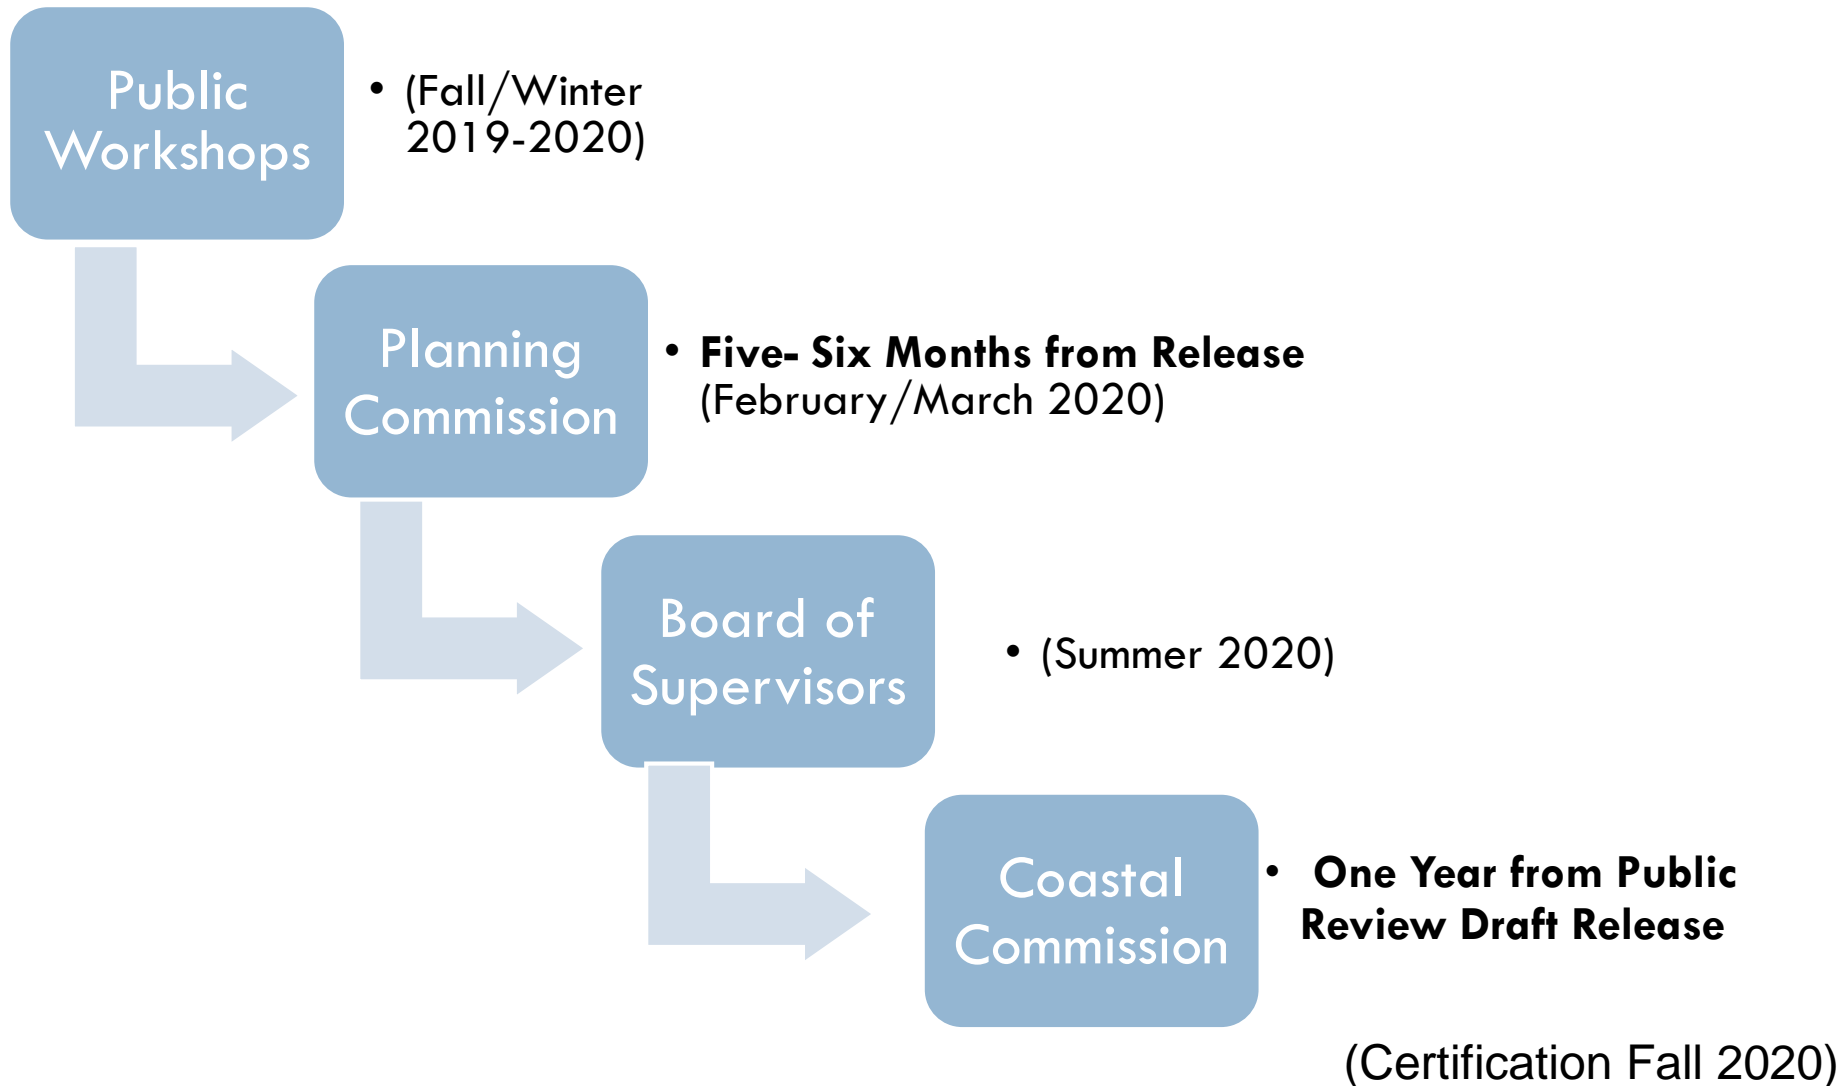 Public
Workshops
• (Fall/Winter
2019-2020)
Planning
Commission
• Five- Six Months from Release
(February/March 2020)
Board of
Supervisors
• (Summer 2020)
Coastal
Commission
• One Year from Public
Review Draft Release
(Certification Fall 2020)